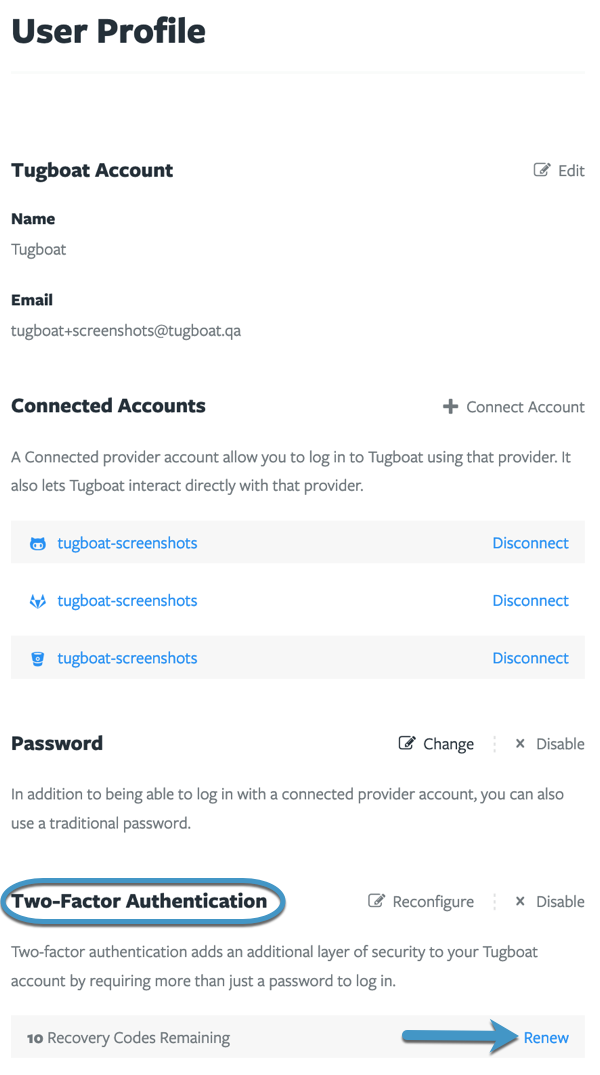 User Profile
Tugboat Account
Edit
Name
Tugboat
Email
tugboat+screenshots@tugboat.qa
Connected Accounts
Connect Account
A Connected provider account allow you to log in to Tugboat using that provider. It
also lets Tugboat interact directly with that provider.
tugboat-screenshots Disconnect
tugboat-screenshots Disconnect
tugboat-screenshots Disconnect
Password
Change
Disable
In addition to being able to log in with a connected provider account, you can also
use a traditional password.
Two-Factor Authentication
Reconfigure
Disable
Two-factor authentication adds an additional layer of security to your Tugboat
account by requiring more than just a password to log in.
10 Recovery Codes Remaining Renew